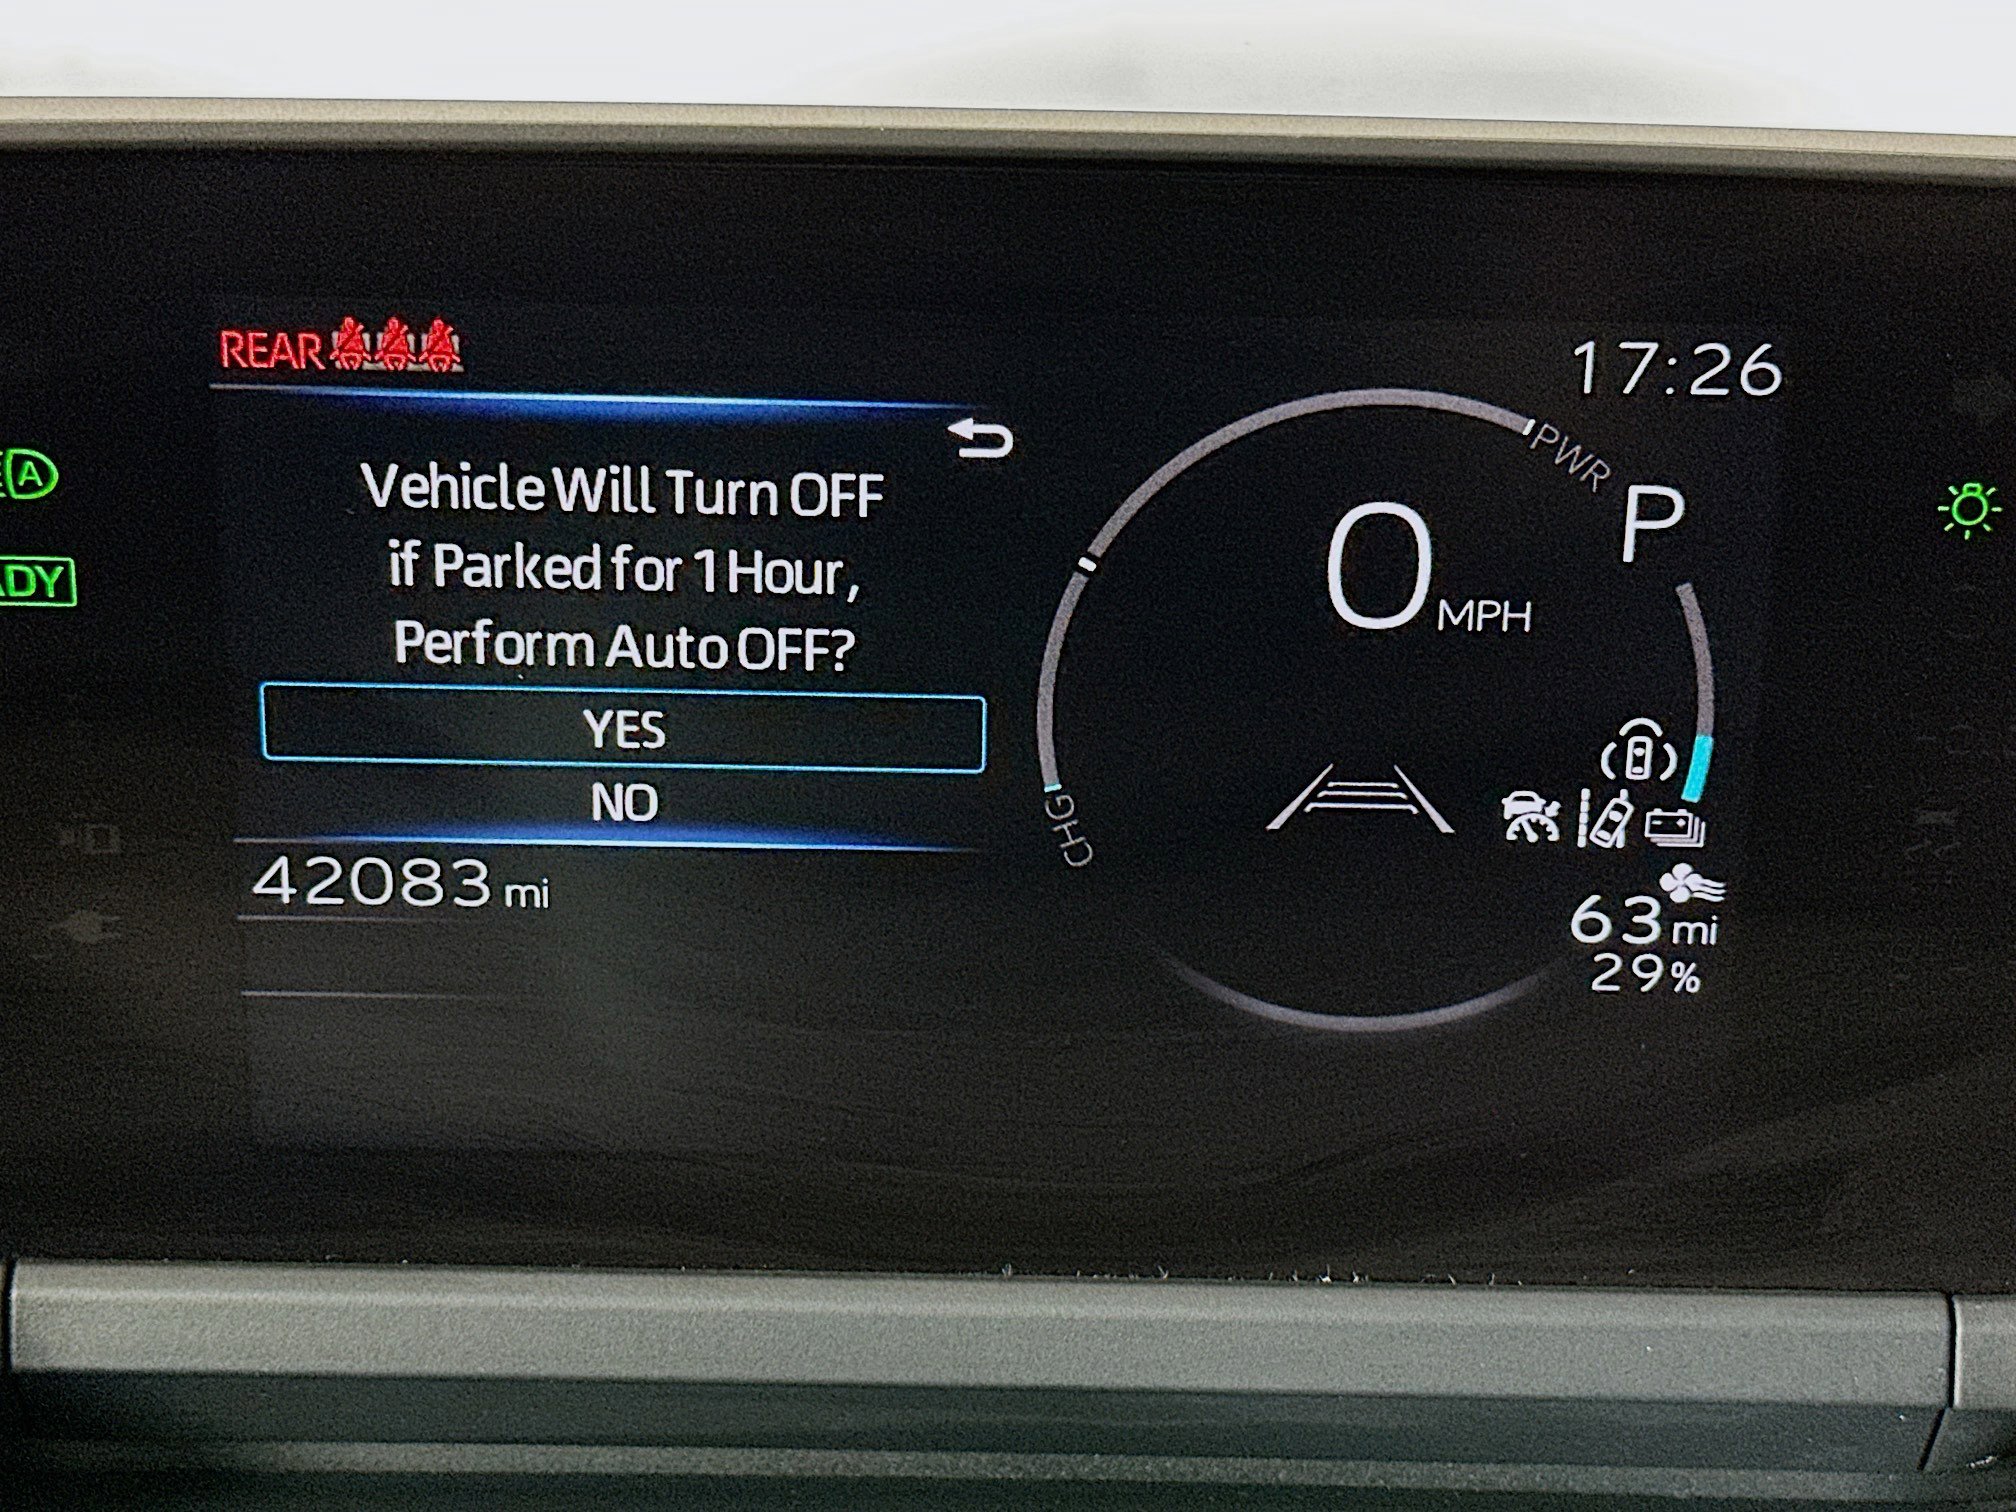 REAR
17:26
PWR
P
Vehicle Will Turn OFF
if Parked for 1 Hour,
Perform Auto OFF?
YES
NO
0 MPH
A
ADY
CHG
42083 mi
63 mi
29%